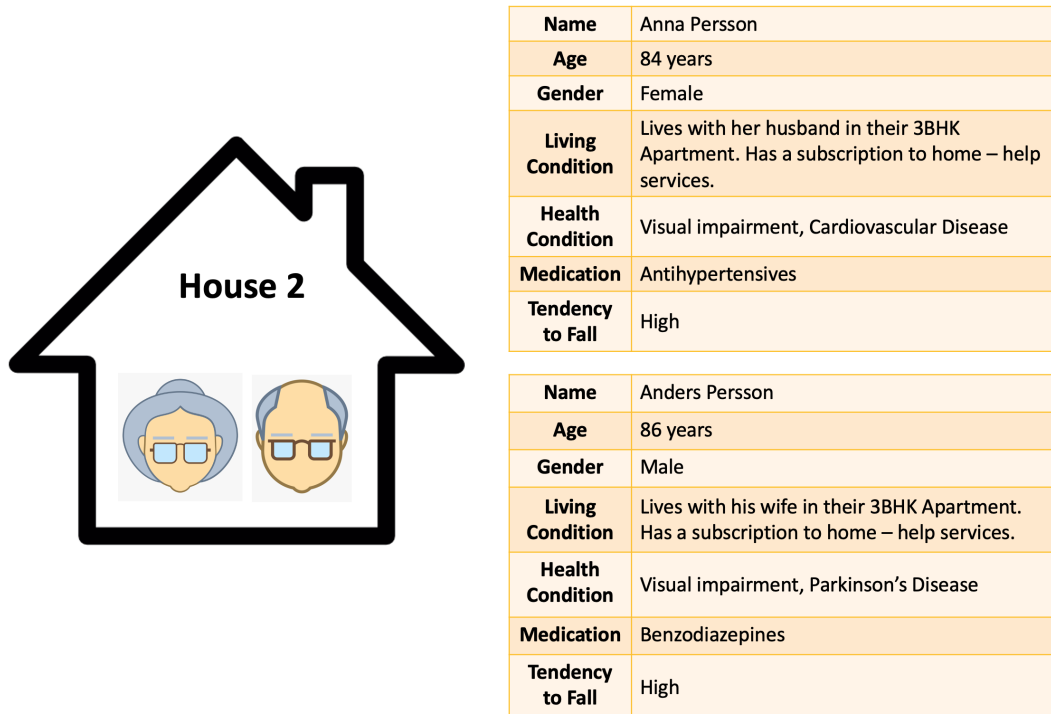 House 2
Name Anna Persson
Age 84 years
Gender Female
Living Condition Lives with her husband in their 3BHK
Apartment. Has a subscription to home – help
services.
Health Condition Visual impairment, Cardiovascular Disease
Medication Antihypertensives
Tendency to Fall High
Name Anders Persson
Age 86 years
Gender Male
Living Condition Lives with his wife in their 3BHK Apartment.
Has a subscription to home – help services.
Health Condition Visual impairment, Parkinson’s Disease
Medication Benzodiazepines
Tendency to Fall High